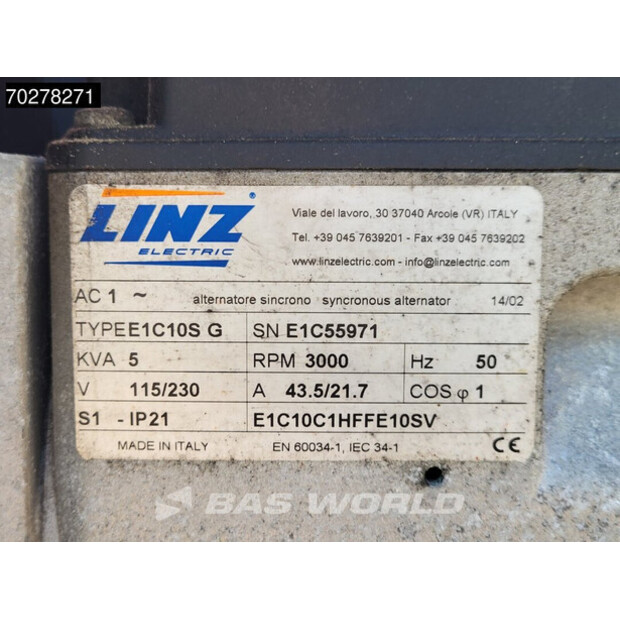 70278271
LINZ®
ELECTRIC
Viale del lavoro, 30 37040 Arcole (VR) ITALY
Tel. +39 045 7639201 - Fax +39 045 7639202
www.linzelectric.com - info@linzelectric.com
AC 1 ~ alternatore sincrono syncronous alternator 14/02
TYPE E1C10S G SN E1C55971
KVA 5 RPM 3000 Hz 50
V 115/230 A 43.5/21.7 COS φ 1
S1 - IP21 E1C10C1HFFE10SV
MADE IN ITALY EN 60034-1, IEC 34-1 CE
BAS WORLD